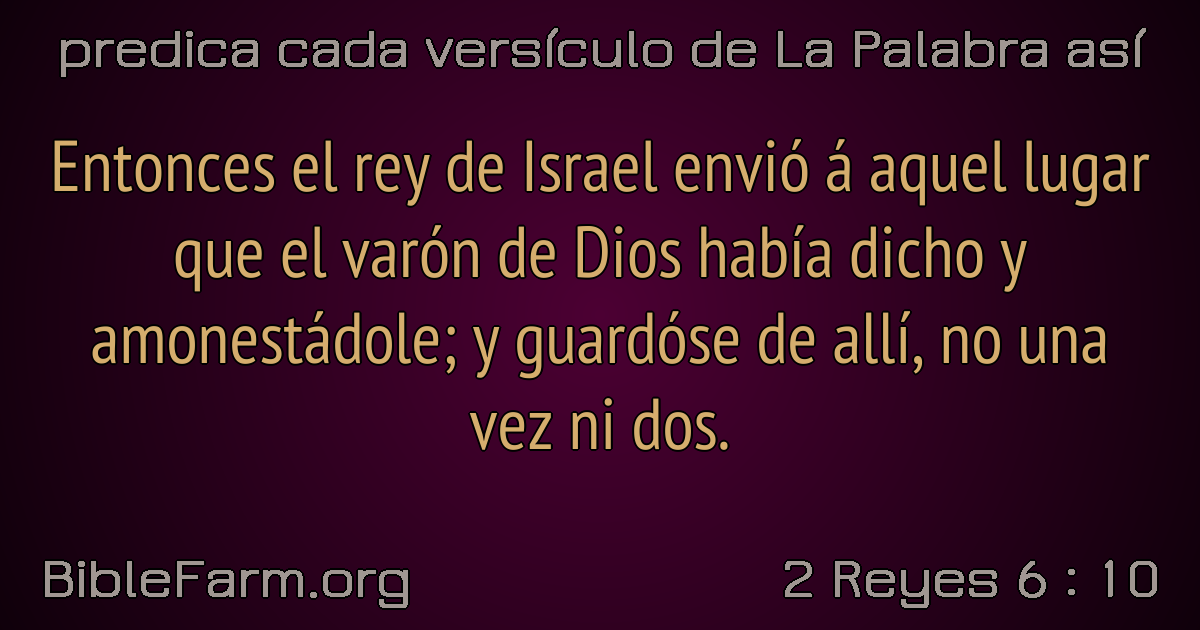 predica cada versículo de La Palabra así
Entonces el rey de Israel envió á aquel lugar
que el varón de Dios había dicho y
amonestádole; y guardóse de allí, no una
vez ni dos.
BibleFarm.org
2 Reyes 6 : 10